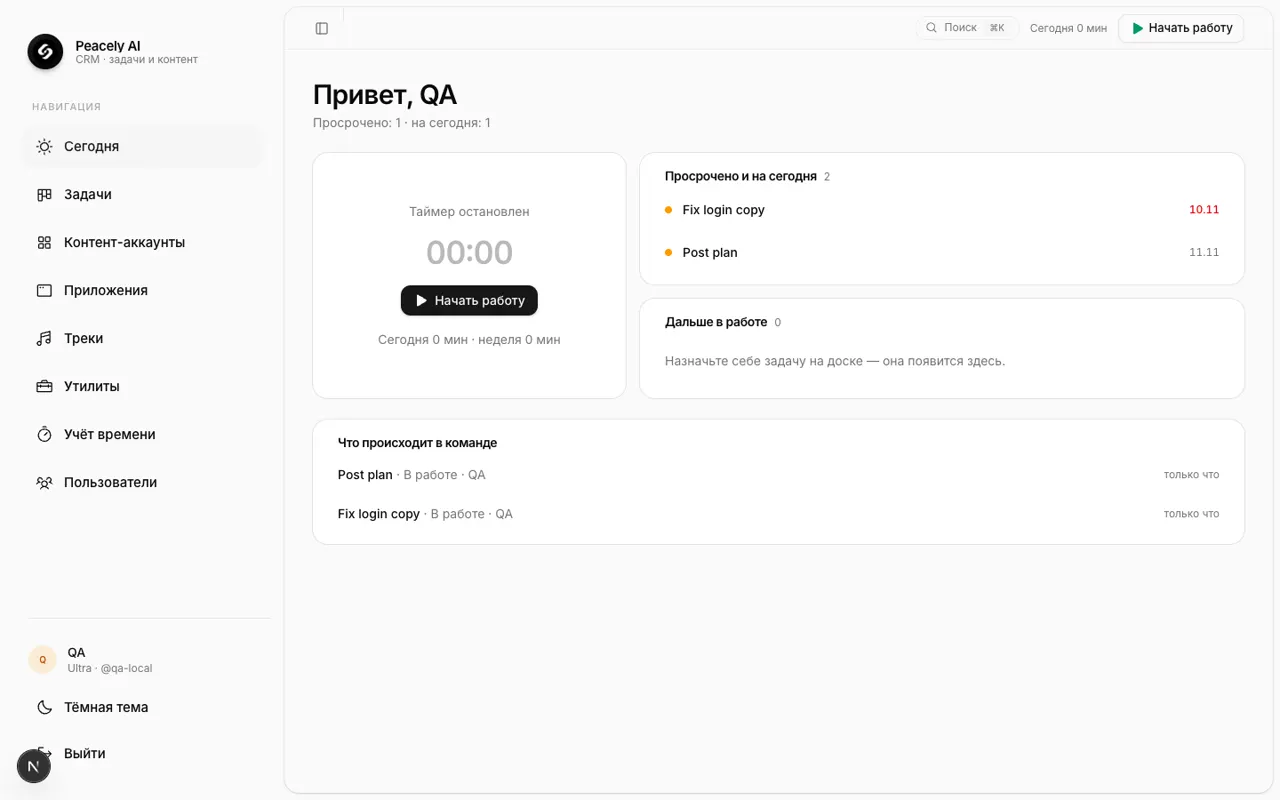 Peacely AI
CRM · задачи и контент
НАВИГАЦИЯ
Сегодня
Задачи
Контент-аккаунты
Приложения
Треки
Утилиты
Учёт времени
Пользователи
Q
QA
Ultra · @qa-local
Тёмная тема
Выйти
N
Поиск ⌘K
Сегодня 0 мин
Начать работу
Привет, QA
Просрочено: 1 · на сегодня: 1
Таймер остановлен
00:00
Начать работу
Сегодня 0 мин · неделя 0 мин
Просрочено и на сегодня 2
Fix login copy 10.11
Post plan 11.11
Дальше в работе 0
Назначьте себе задачу на доске — она появится здесь.
Что происходит в команде
Post plan · В работе · QA только что
Fix login copy · В работе · QA только что